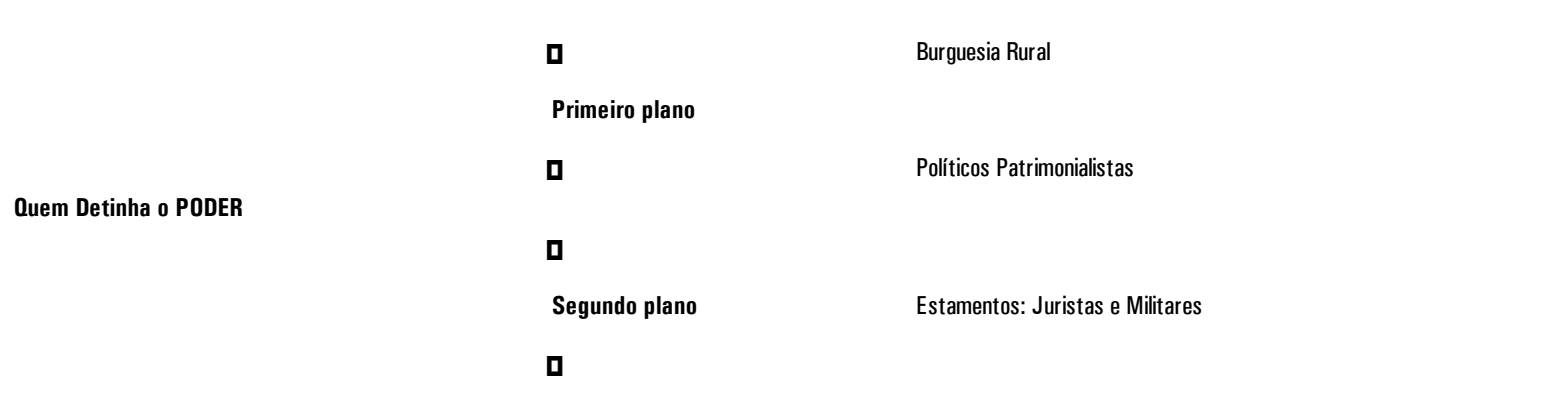 Burguesia Rural
Primeiro plano
Políticos Patrimonialistas
Quem Detinha o PODER
Segundo plano
Estamentos: Juristas e Militares